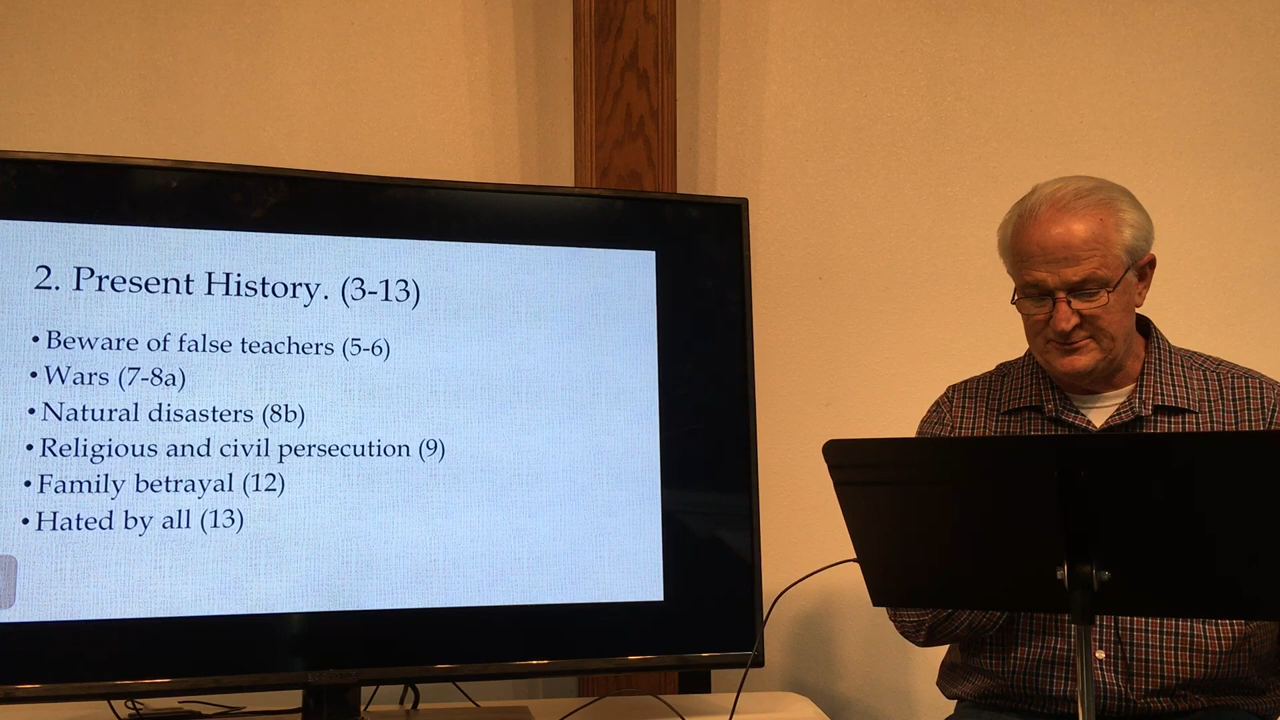 2. Present History. (3-13)
• Beware of false teachers (5-6)
• Wars (7-8a)
• Natural disasters (8b)
• Religious and civil persecution (9)
• Family betrayal (12)
• Hated by all (13)